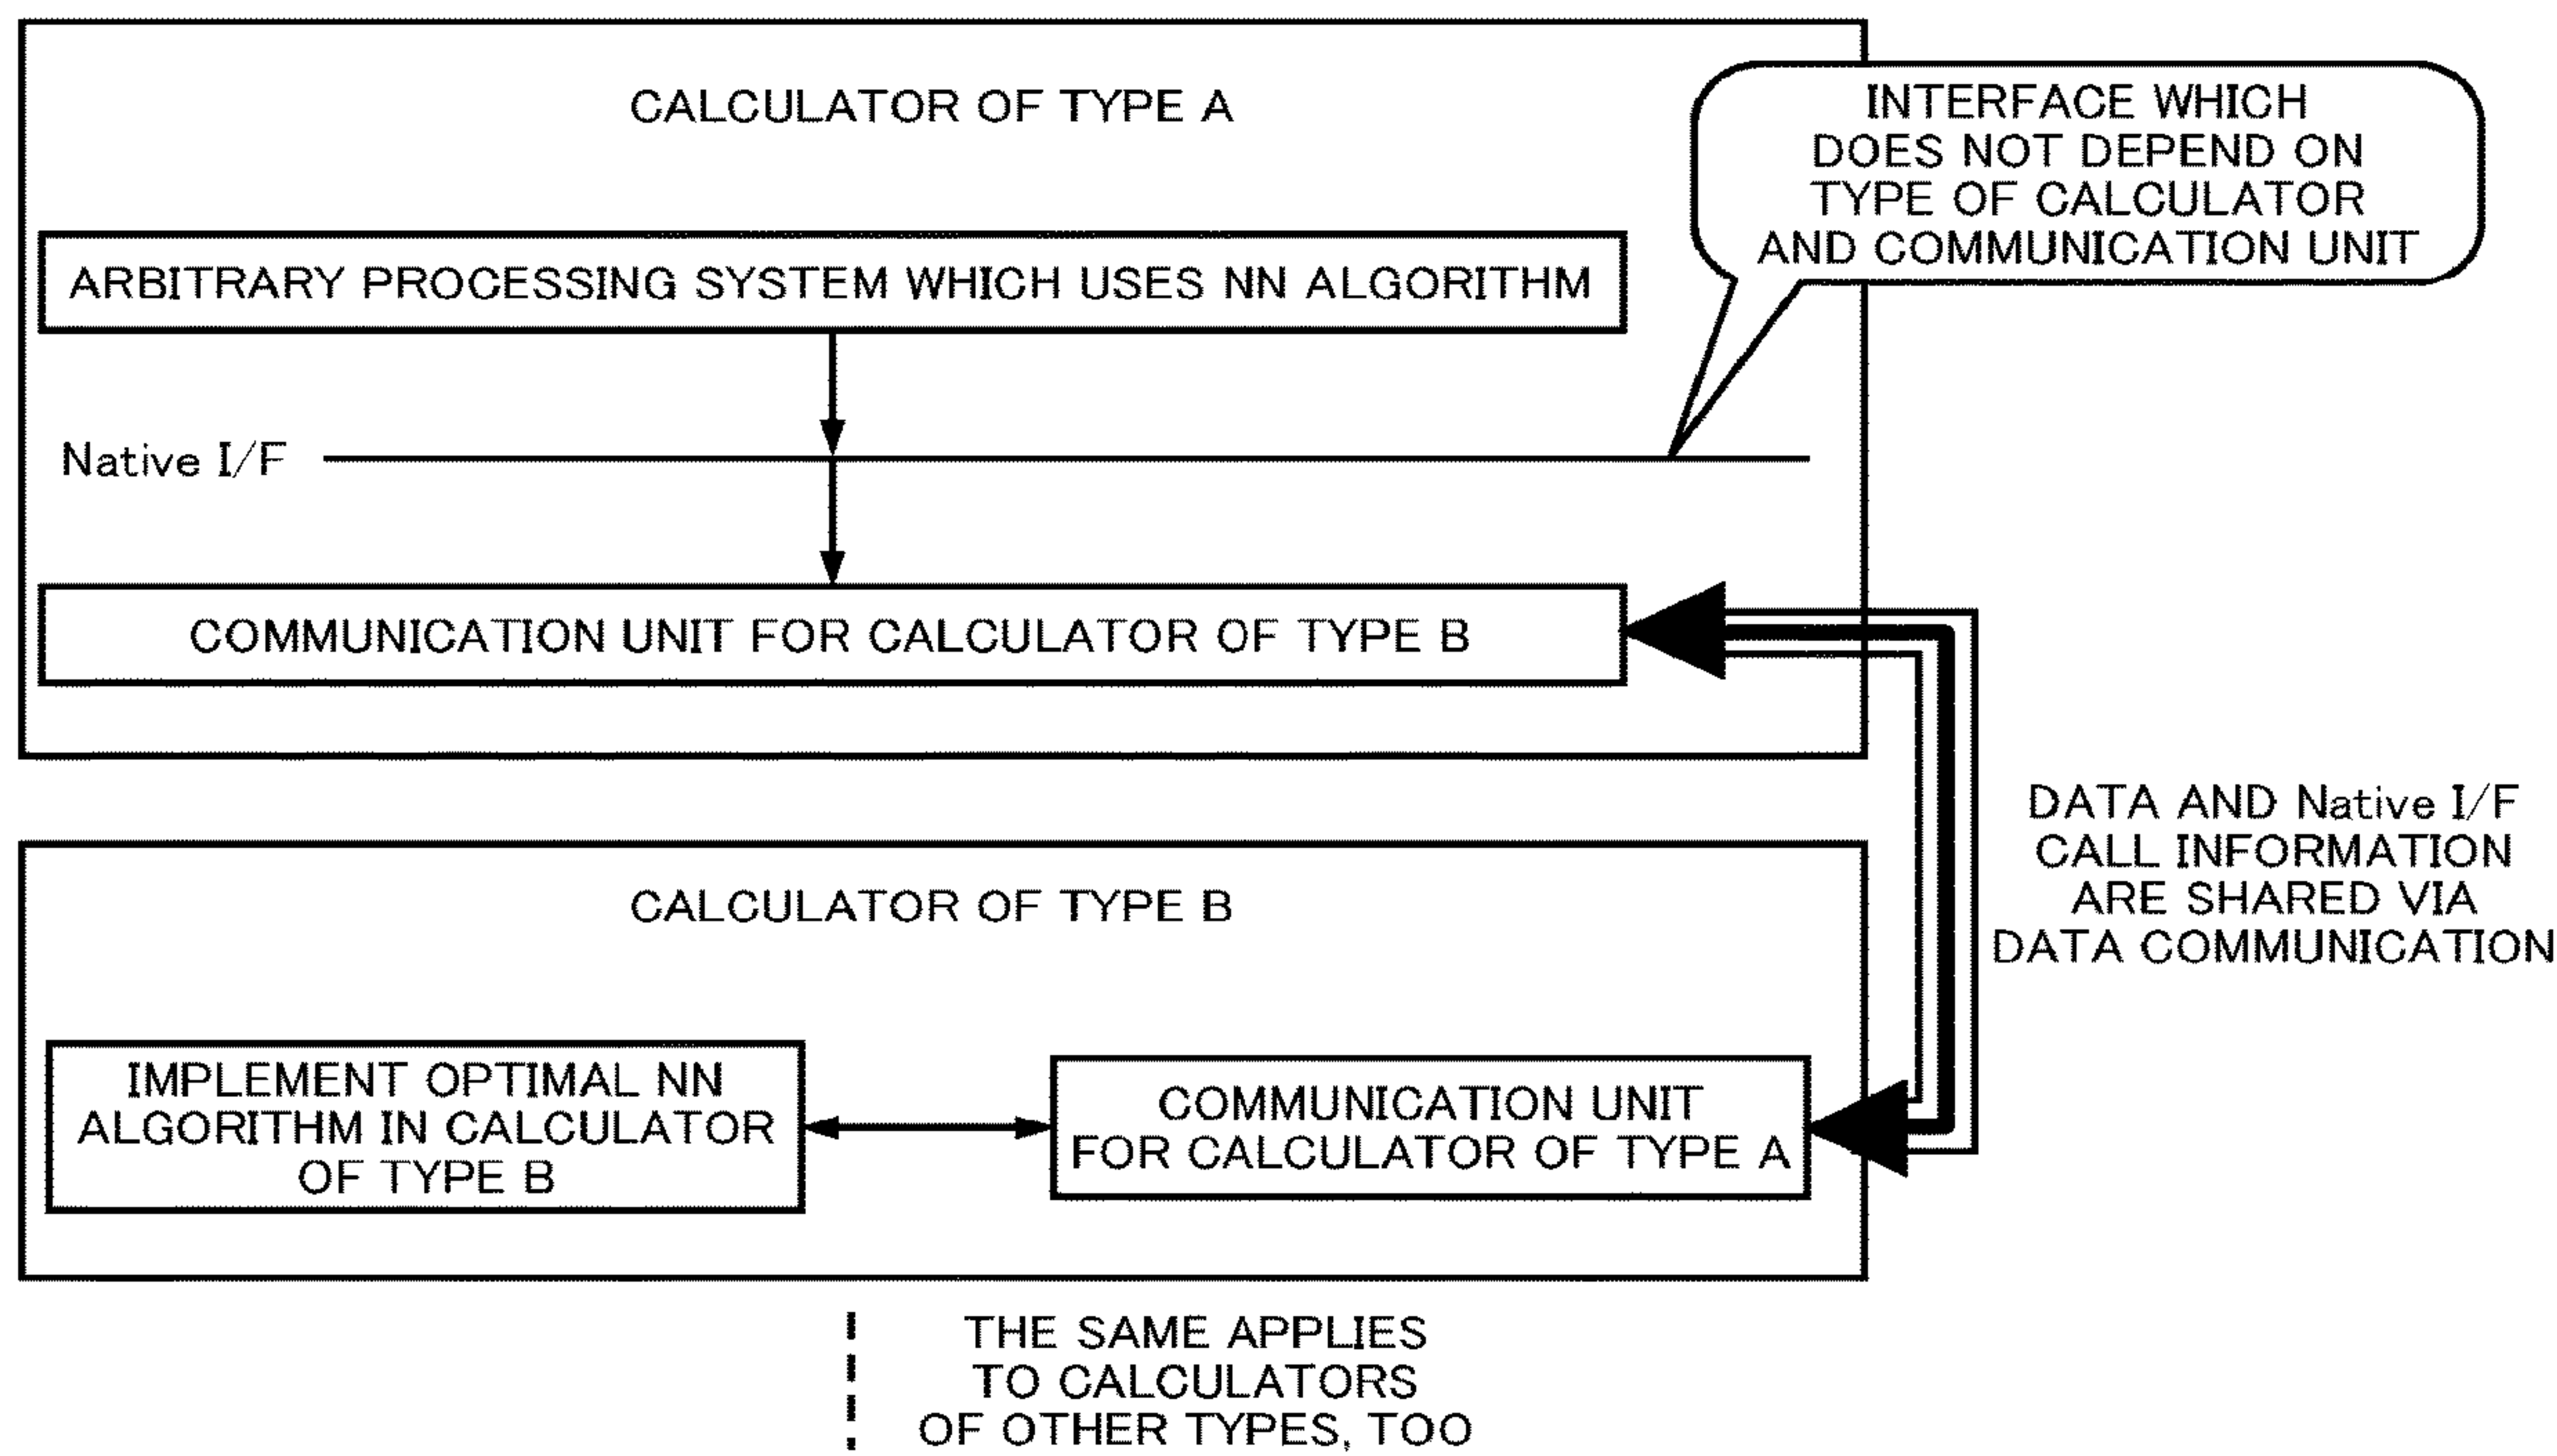 CALCULATOR OF TYPE A
INTERFACE WHICH
DOES NOT DEPEND ON
TYPE OF CALCULATOR
AND COMMUNICATION UNIT
ARBITRARY PROCESSING SYSTEM WHICH USES NN ALGORITHM
Native I/F
COMMUNICATION UNIT FOR CALCULATOR OF TYPE B
DATA AND Native I/F
CALL INFORMATION
ARE SHARED VIA
DATA COMMUNICATION
CALCULATOR OF TYPE B
IMPLEMENT OPTIMAL NN
ALGORITHM IN CALCULATOR
OF TYPE B
COMMUNICATION UNIT
FOR CALCULATOR OF TYPE A
THE SAME APPLIES
TO CALCULATORS
OF OTHER TYPES, TOO